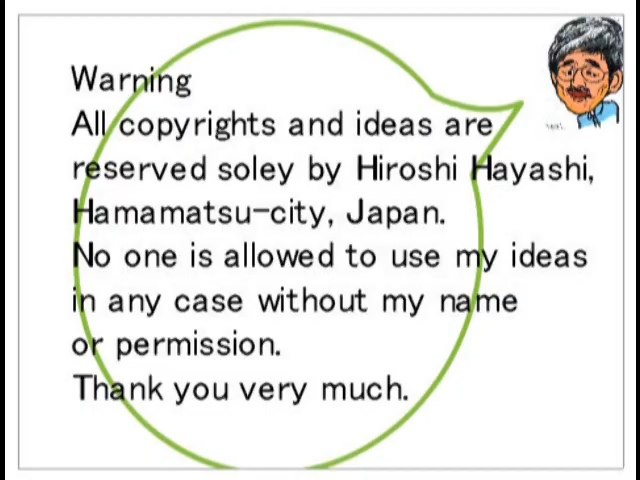 Warning
All copyrights and ideas are
reserved soley by Hiroshi Hayashi,
Hamamatsu-city, Japan.
No one is allowed to use my ideas
in any case without my name
or permission.
Thank you very much.